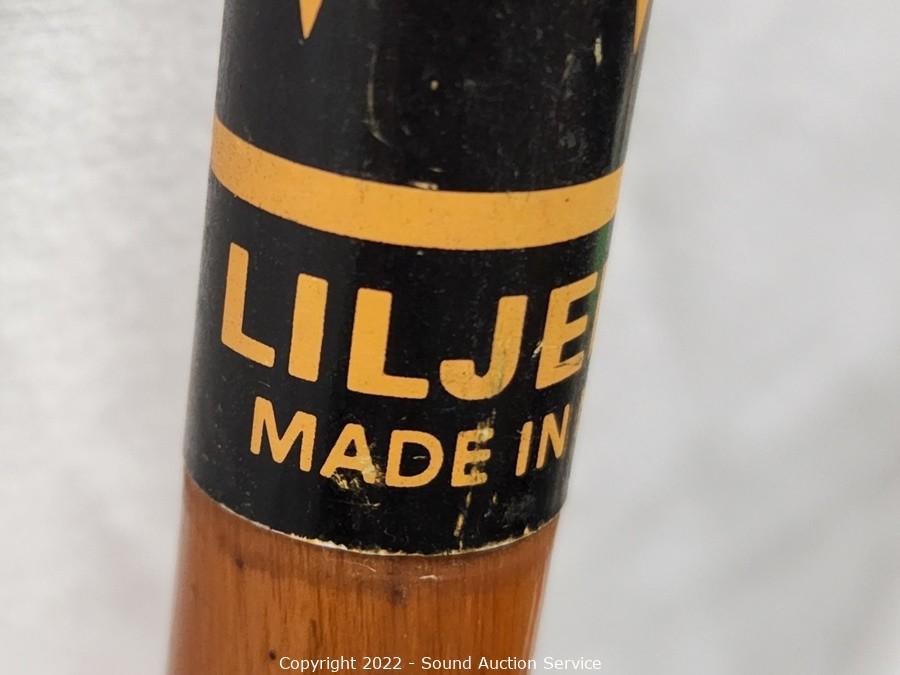 LILJE
MADE IN
Copyright 2022 - Sound Auction Service